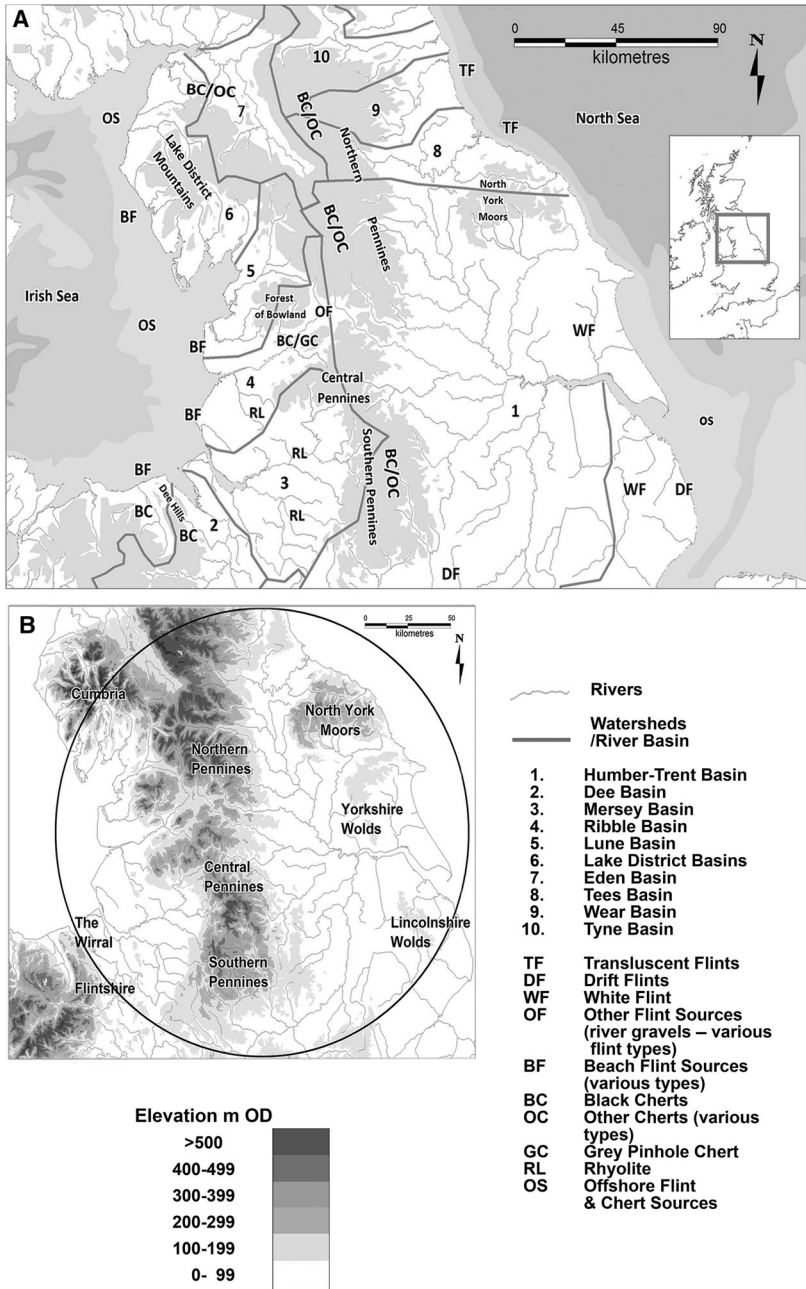 A
0 45 90
kilometres
N
10
TF
BC/OC
OS
7
BC/OC
9
TF
North Sea
Lake District
Mountains
Northern
8
North
York
Moors
BF
6
BC/OC
Pennines
5
Irish Sea
Forest
of Bowland
OF
OS
WF
BF
BC/GC
4
Central
Pennines
1
BF
RL
os
RL
Southern Pennines
BC/OC
BF
3
Dee Hills
WF
DF
BC
BC
2
RL
DF
B
0 25 50
kilometres
N
Cumbria
North York
Moors
Northern
Pennines
Yorkshire
Wolds
Central
Pennines
The
Wirral
Lincolnshire
Wolds
Southern
Pennines
Flintshire
Rivers
Watersheds
/River Basin
1. Humber-Trent Basin
2. Dee Basin
3. Mersey Basin
4. Ribble Basin
5. Lune Basin
6. Lake District Basins
7. Eden Basin
8. Tees Basin
9. Wear Basin
10. Tyne Basin
TF Transluscent Flints
DF Drift Flints
WF White Flint
OF Other Flint Sources
(river gravels – various
flint types)
BF Beach Flint Sources
(various types)
BC Black Cherts
OC Other Cherts (various
types)
GC Grey Pinhole Chert
RL Rhyolite
OS Offshore Flint
& Chert Sources
Elevation m OD
>500
400-499
300-399
200-299
100-199
0- 99